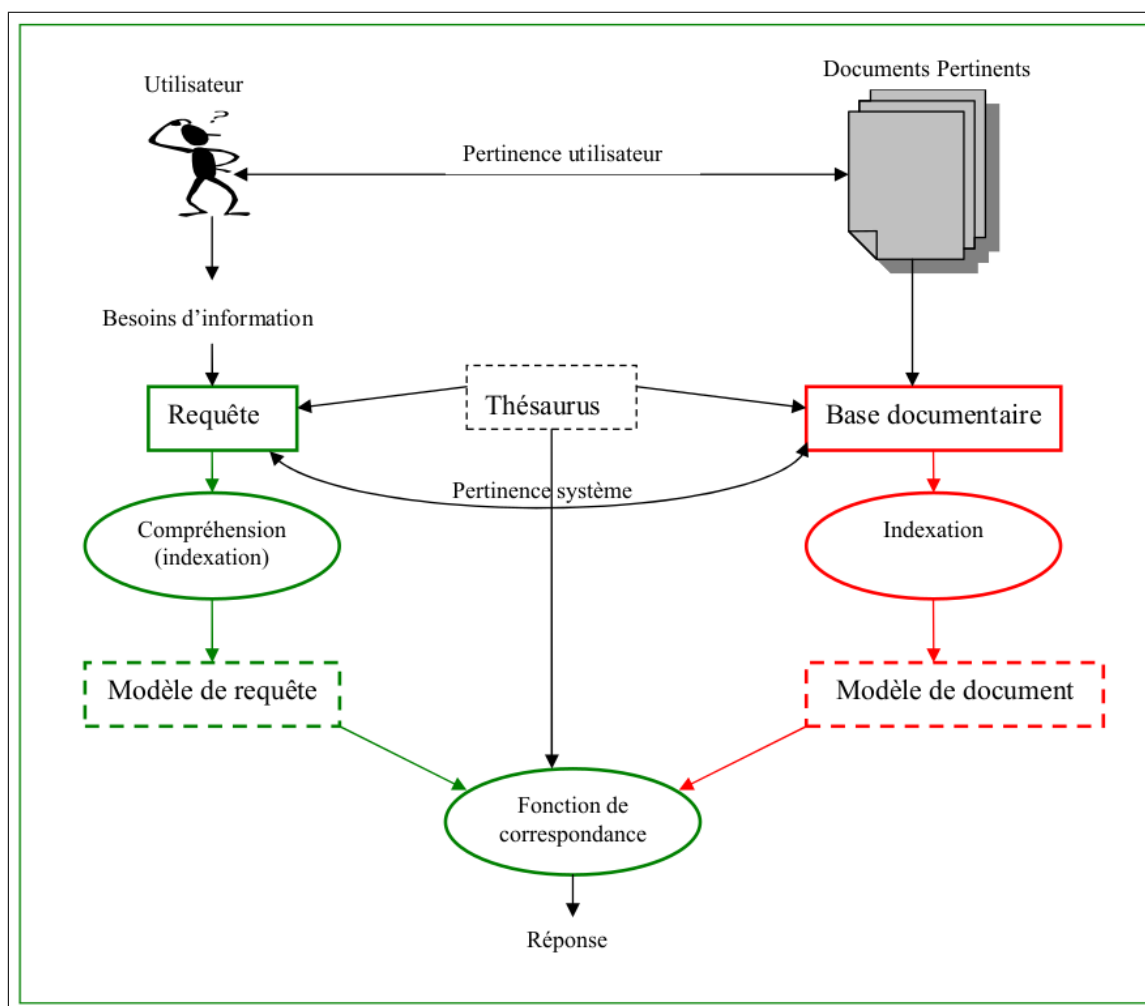 Documents Pertinents
Utilisateur
?
Pertinence utilisateur
Besoins d’information
Requête
Thésaurus
Base documentaire
Pertinence système
Compréhension
(indexation)
Indexation
Modèle de requête
Modèle de document
Fonction de
correspondance
Réponse